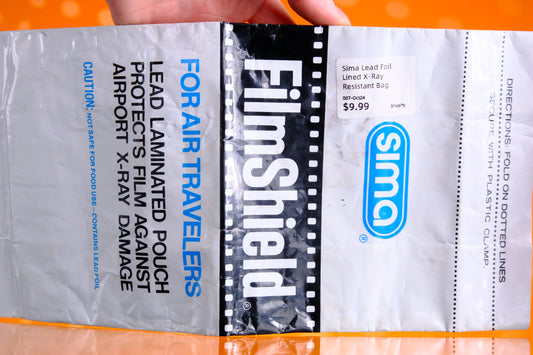 DIRECTIONS: FOLD ON DOTTED LINES
SECURE WITH PLASTIC CLAMP
Sima Lead Foil
Lined X-Ray
Resistant Bag
007-Oct24
$9.99
sima®
FilmShield®
FOR AIR TRAVELERS
LEAD LAMINATED POUCH
PROTECTS FILM AGAINST
AIRPORT X-RAY DAMAGE
CAUTION: NOT SAFE FOR FOOD USE—CONTAINS LEAD FOIL